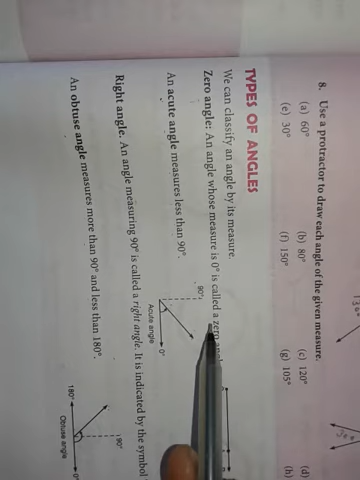 8. Use a protractor to draw each angle of the given measure.
(a) 60° (b) 80° (c) 120° (d)
(e) 30° (f) 150° (g) 105° (h)
TYPES OF ANGLES
We can classify an angle by its measure.
Zero angle: An angle whose measure is 0° is called a zero
An acute angle measures less than 90°.
90°
0°
Acute angle
Right angle. An angle measuring 90° is called a right angle. It is indicated by the symbol
An obtuse angle measures more than 90° and less than 180°.
90°
180°
0°
Obtuse angle